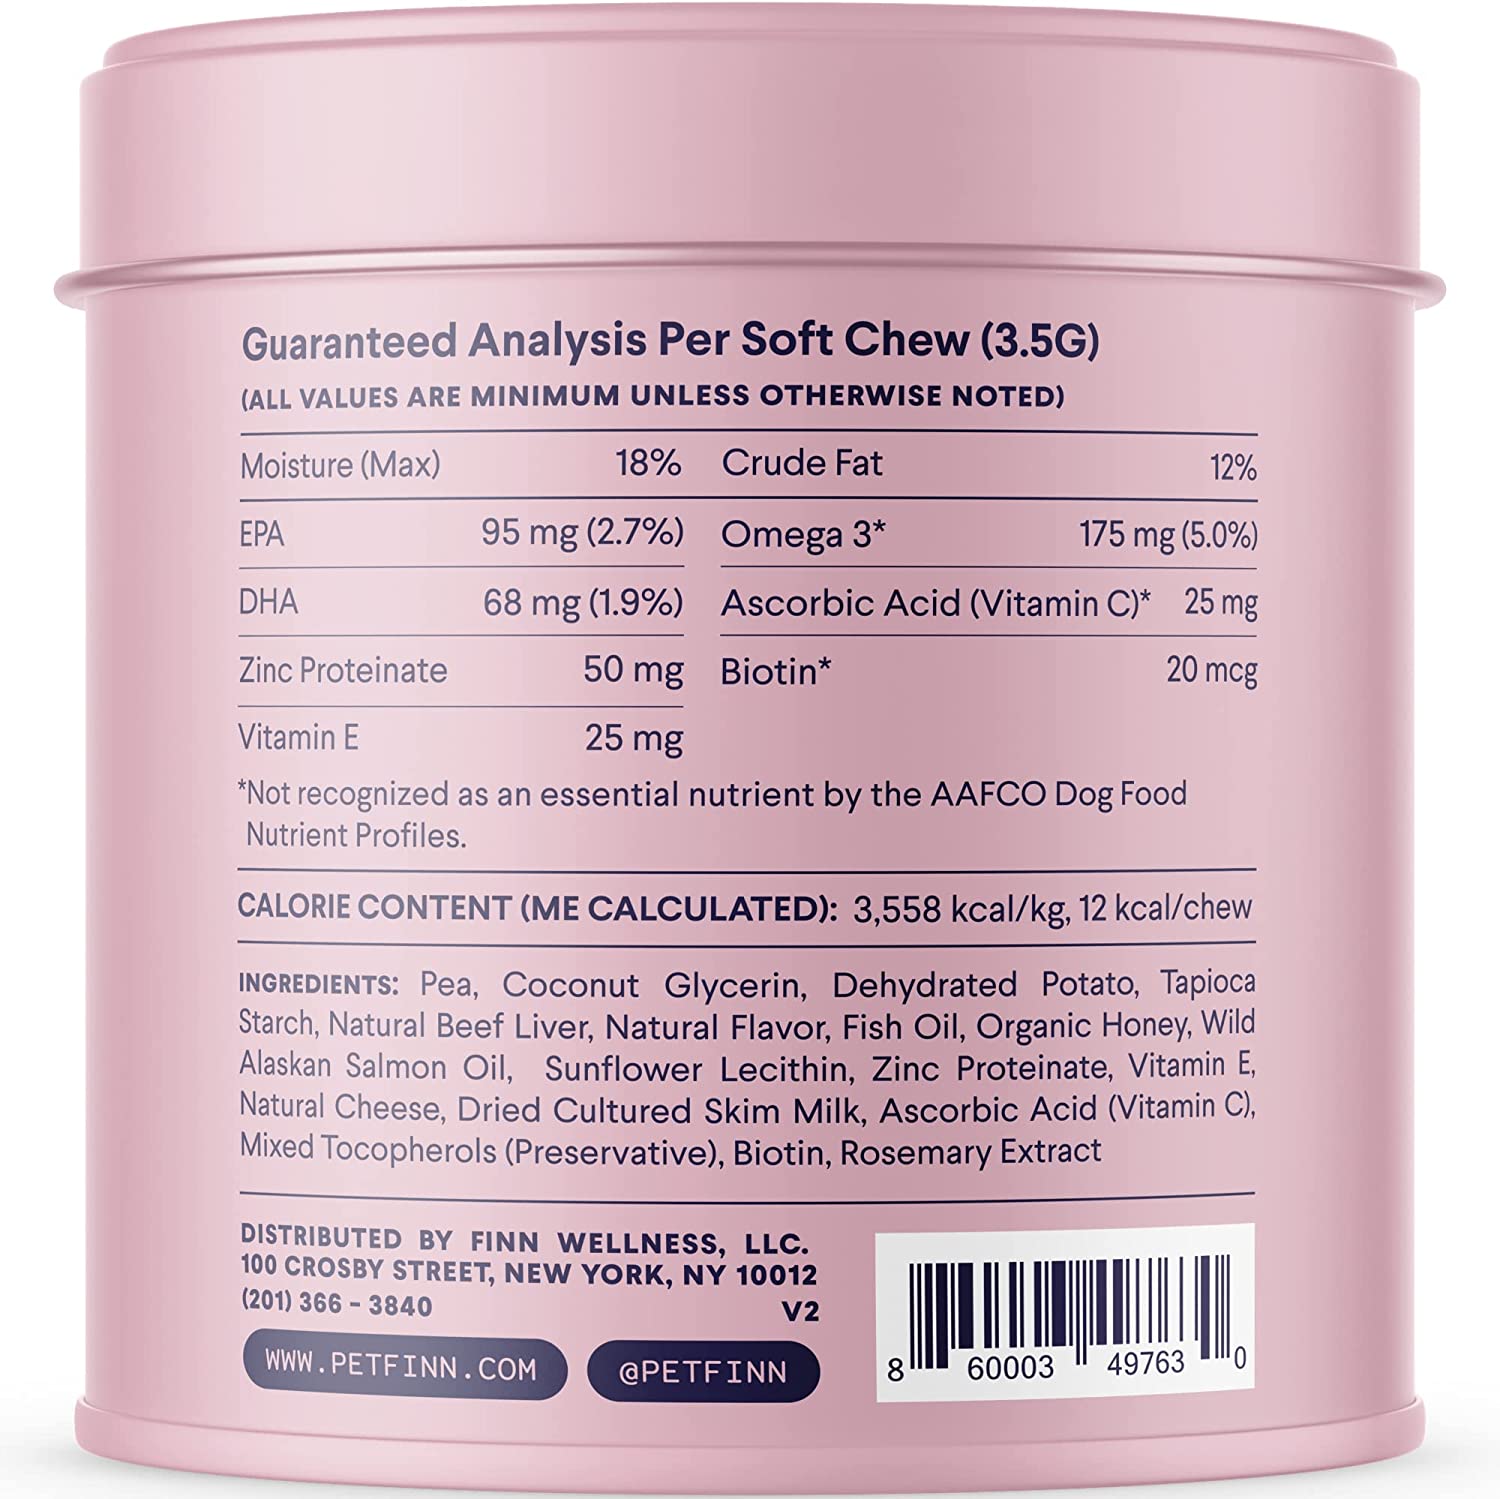 Guaranteed Analysis Per Soft Chew (3.5G)
(ALL VALUES ARE MINIMUM UNLESS OTHERWISE NOTED)
Moisture (Max) 18% Crude Fat 12%
EPA 95 mg (2.7%) Omega 3* 175 mg (5.0%)
DHA 68 mg (1.9%) Ascorbic Acid (Vitamin C)* 25 mg
Zinc Proteinate 50 mg Biotin* 20 mcg
Vitamin E 25 mg
*Not recognized as an essential nutrient by the AAFCO Dog Food
Nutrient Profiles.
CALORIE CONTENT (ME CALCULATED): 3,558 kcal/kg, 12 kcal/chew
INGREDIENTS: Pea, Coconut Glycerin, Dehydrated Potato, Tapioca
Starch, Natural Beef Liver, Natural Flavor, Fish Oil, Organic Honey, Wild
Alaskan Salmon Oil, Sunflower Lecithin, Zinc Proteinate, Vitamin E,
Natural Cheese, Dried Cultured Skim Milk, Ascorbic Acid (Vitamin C),
Mixed Tocopherols (Preservative), Biotin, Rosemary Extract
DISTRIBUTED BY FINN WELLNESS, LLC.
100 CROSBY STREET, NEW YORK, NY 10012
(201) 366 - 3840 V2
WWW.PETFINN.COM @PETFINN
8 60003 49763 0